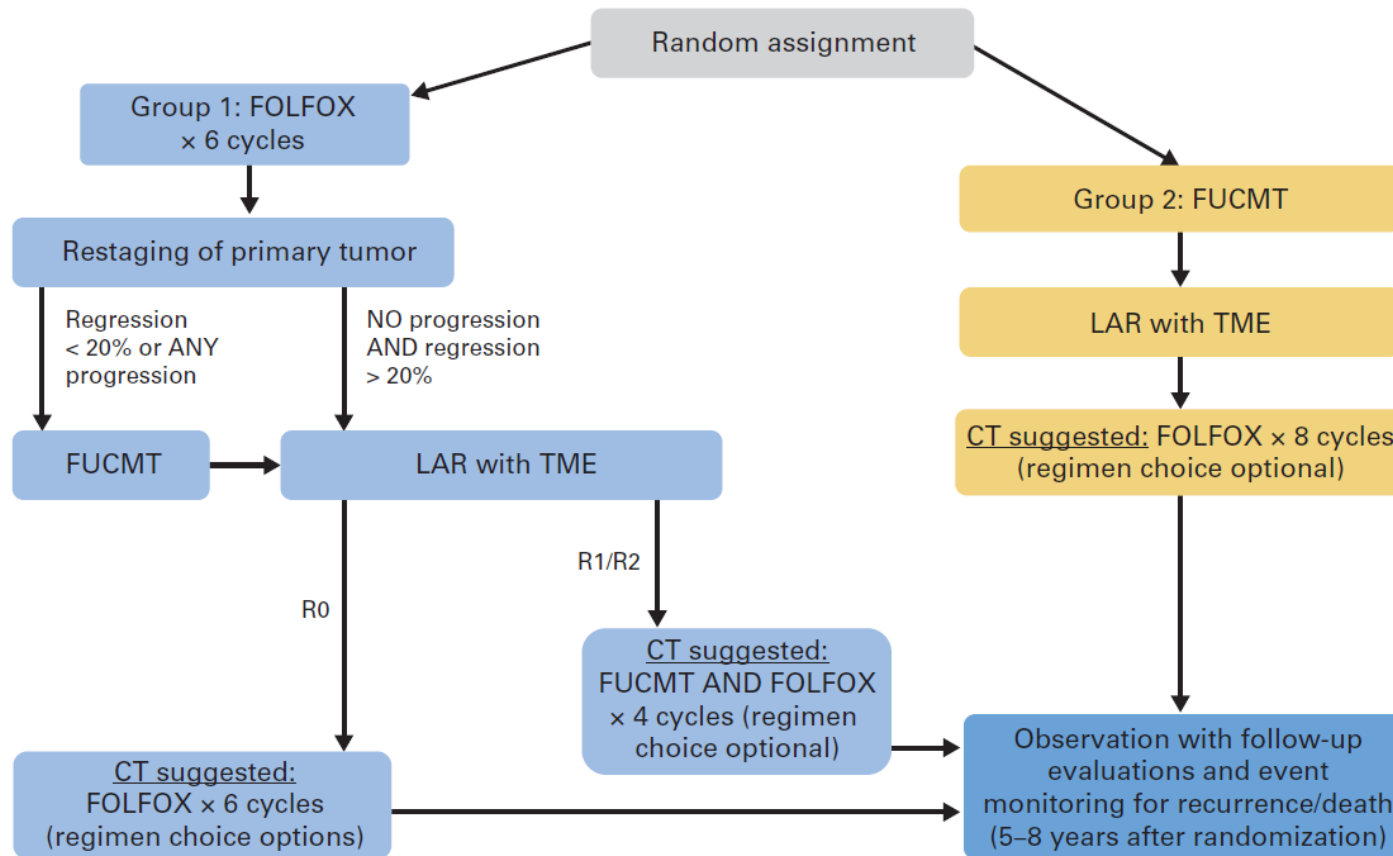 Random assignment
Group 1: FOLFOX
× 6 cycles
Group 2: FUCMT
Restaging of primary tumor
Regression
< 20% or ANY
progression
NO progression
AND regression
> 20%
LAR with TME
FUCMT
LAR with TME
CT suggested: FOLFOX × 8 cycles
(regimen choice optional)
R0
R1/R2
CT suggested:
FUCMT AND FOLFOX
× 4 cycles (regimen
choice optional)
CT suggested:
FOLFOX × 6 cycles
(regimen choice options)
Observation with follow-up
evaluations and event
monitoring for recurrence/death
(5–8 years after randomization)